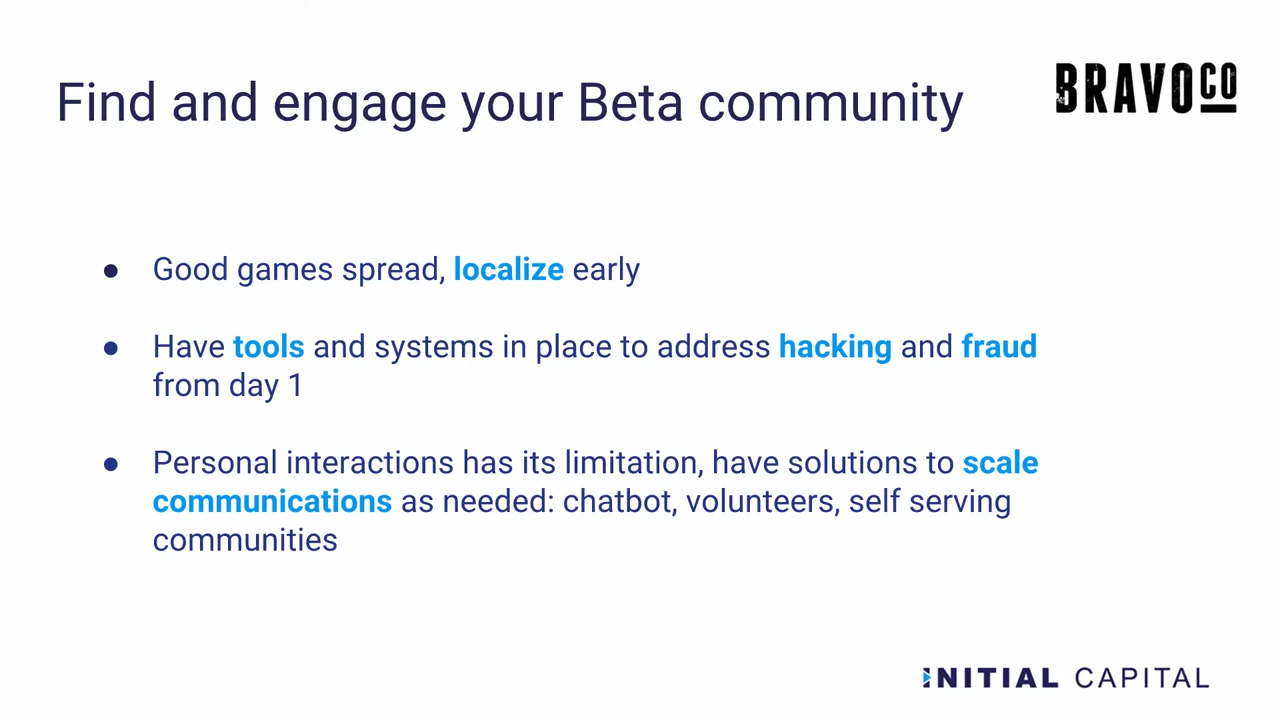 Find and engage your Beta community
BRAVOCO
● Good games spread, localize early
● Have tools and systems in place to address hacking and fraud
from day 1
● Personal interactions has its limitation, have solutions to scale
communications as needed: chatbot, volunteers, self serving
communities
INITIAL CAPITAL